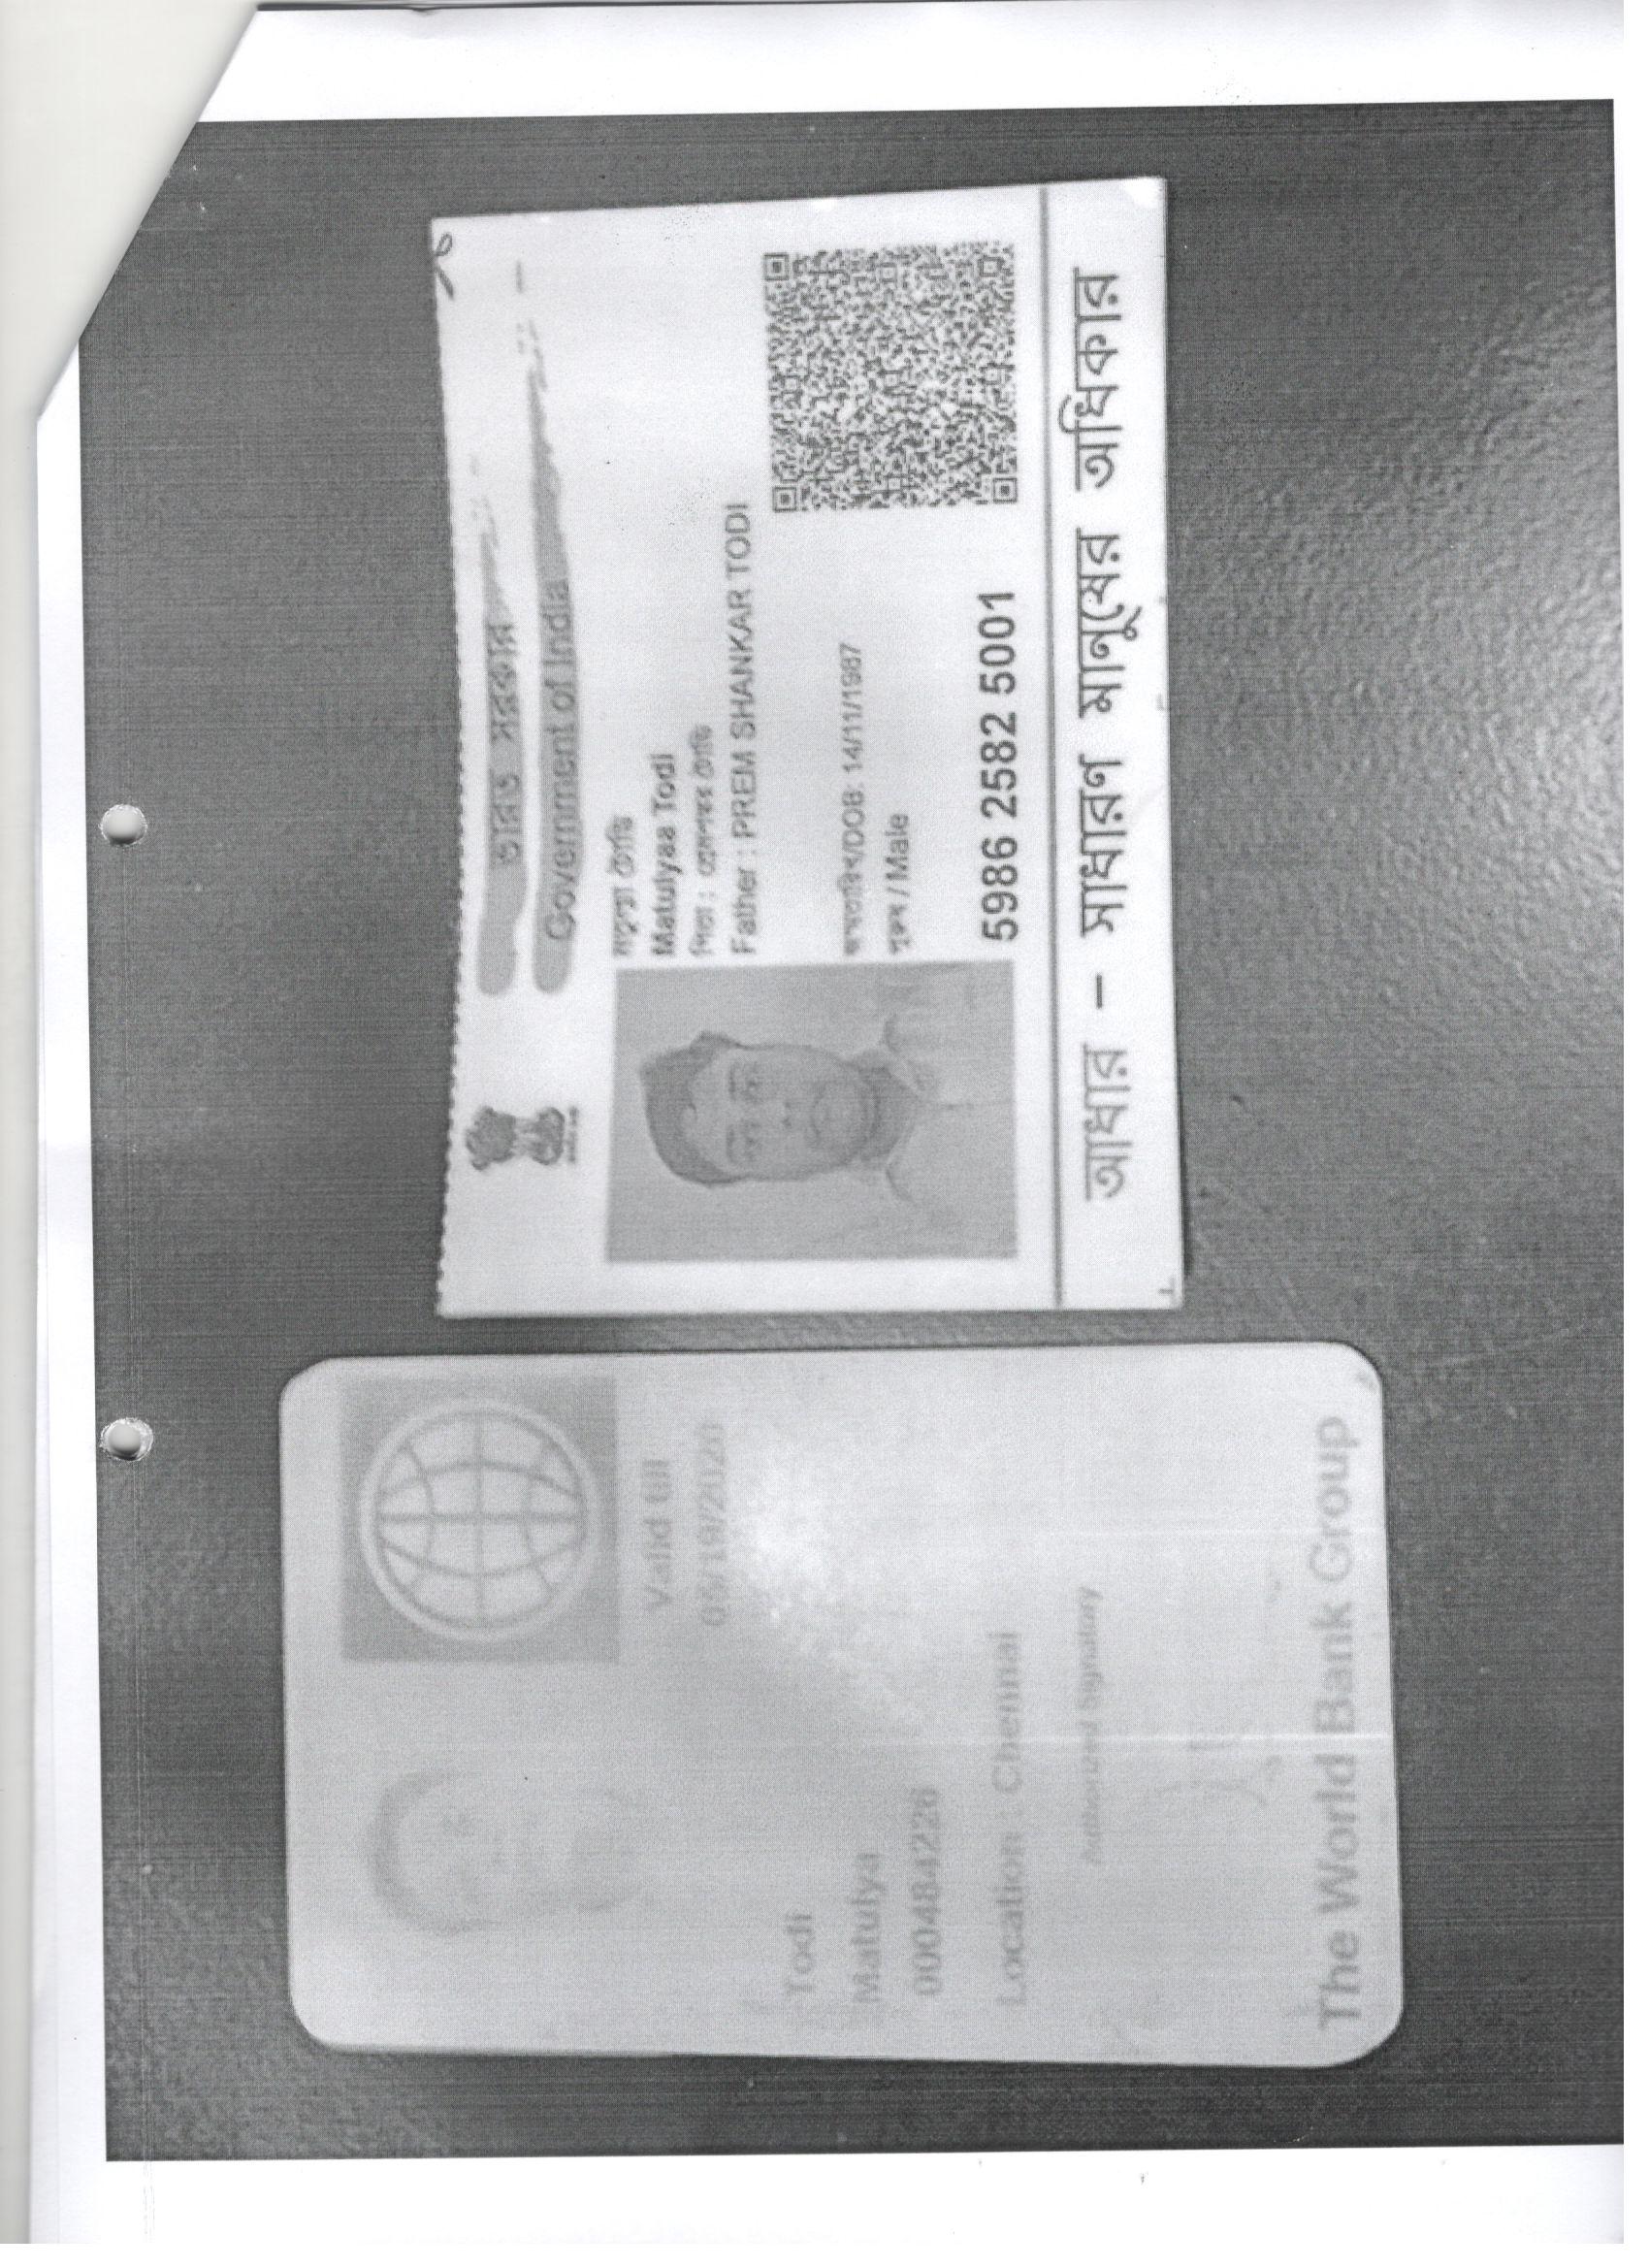 ভারত সরকার
Government of India
মতুল্য টোডি
Matulyaa Todi
পিতা : প্রেমশঙ্কর টোডি
Father : PREM SHANKAR TODI
জন্মতারিখ/DOB: 14/11/1987
পুরুষ / Male
5986 2582 5001
আধার - সাধারণ মানুষের অধিকার
Valid till
05/19/2020
Todi
Matulya
000484226
Location : Chennai
Authorized Signatory
The World Bank Group